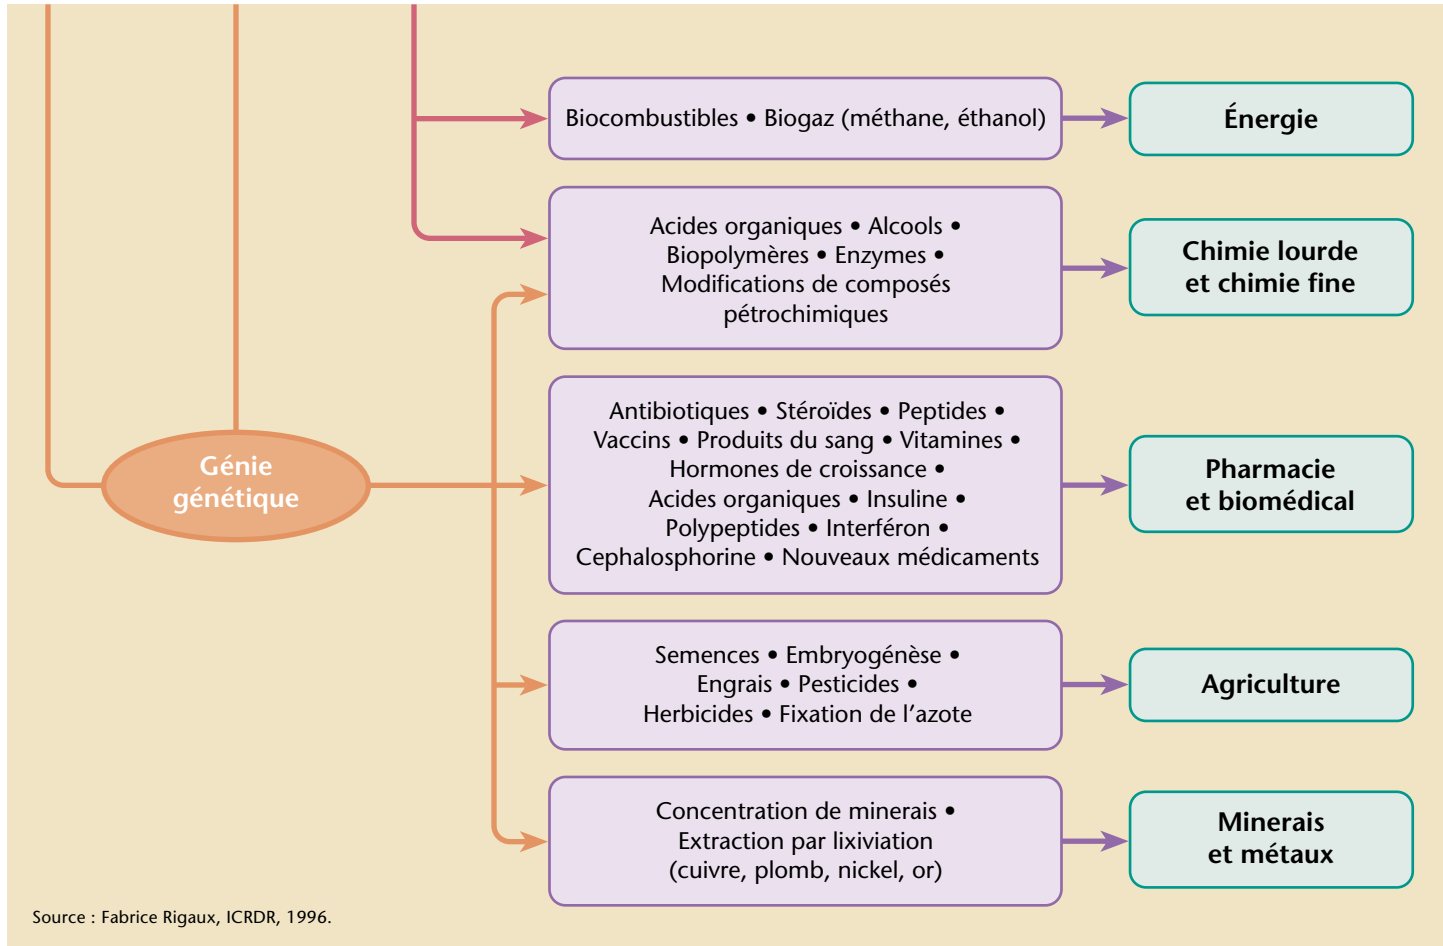 Biocombustibles • Biogaz (méthane, éthanol)
Énergie
Acides organiques • Alcools •
Biopolymères • Enzymes •
Modifications de composés
pétrochimiques
Chimie lourde
et chimie fine
Génie
génétique
Antibiotiques • Stéroïdes • Peptides •
Vaccins • Produits du sang • Vitamines •
Hormones de croissance •
Acides organiques • Insuline •
Polypeptides • Interféron •
Cephalosphorine • Nouveaux médicaments
Pharmacie
et biomédical
Semences • Embryogénèse •
Engrais • Pesticides •
Herbicides • Fixation de l’azote
Agriculture
Concentration de minerais •
Extraction par lixiviation
(cuivre, plomb, nickel, or)
Minerais
et métaux
Source : Fabrice Rigaux, ICRDR, 1996.